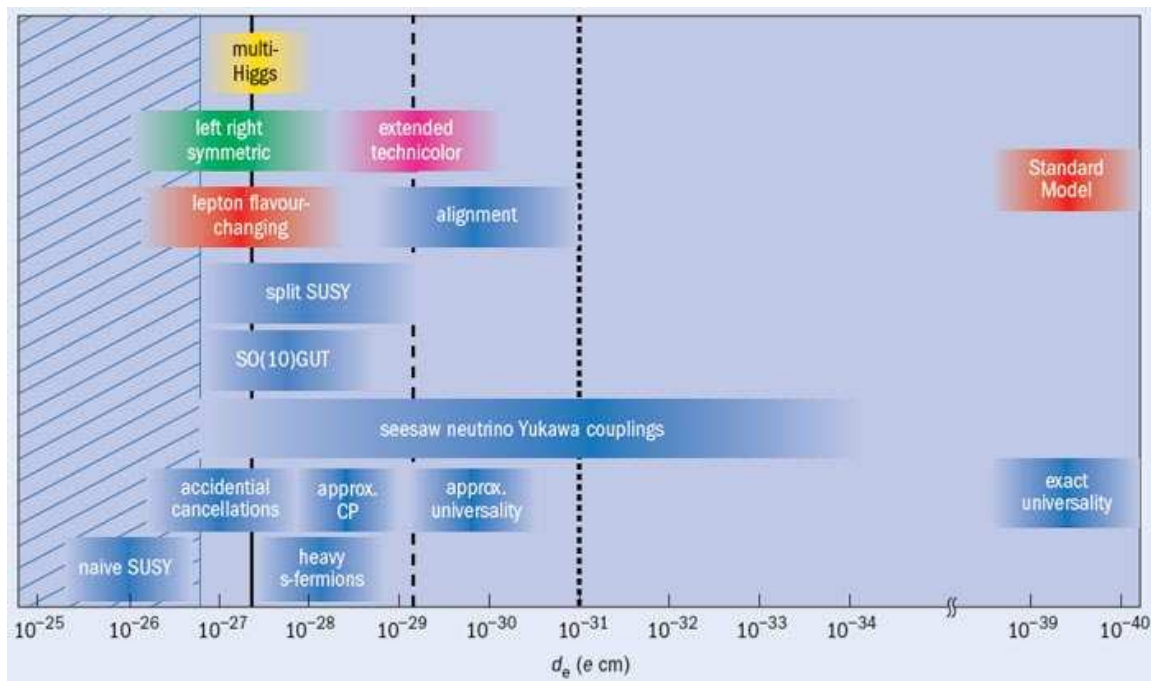 multi-
Higgs
left right
symmetric
extended
technicolor
Standard
Model
lepton flavour-
changing
alignment
split SUSY
SO(10)GUT
seesaw neutrino Yukawa couplings
accidential
cancellations
approx.
CP
approx.
universality
exact
universality
naive SUSY
heavy
s-fermions
10⁻²⁵ 10⁻²⁶ 10⁻²⁷ 10⁻²⁸ 10⁻²⁹ 10⁻³⁰ 10⁻³¹ 10⁻³² 10⁻³³ 10⁻³⁴ 10⁻³⁹ 10⁻⁴⁰
dₑ (e cm)